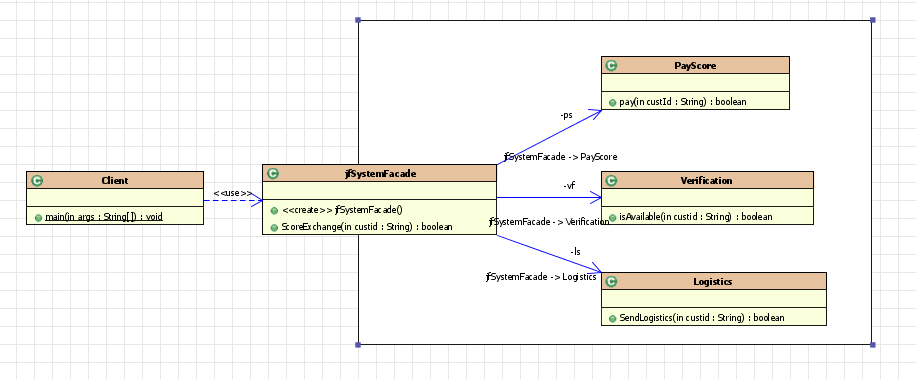 PayScore
pay(in custId : String) : boolean
-ps
jfSystemFacade -> PayScore
Client
main(in args : String[]) : void
<<use>>
jfSystemFacade
<<create>> jfSystemFacade()
ScoreExchange(in custid : String) : boolean
-vf
jfSystemFacade -> Verification
Verification
isAvailable(in custid : String) : boolean
-ls
jfSystemFacade -> Logistics
Logistics
SendLogistics(in custid : String) : boolean